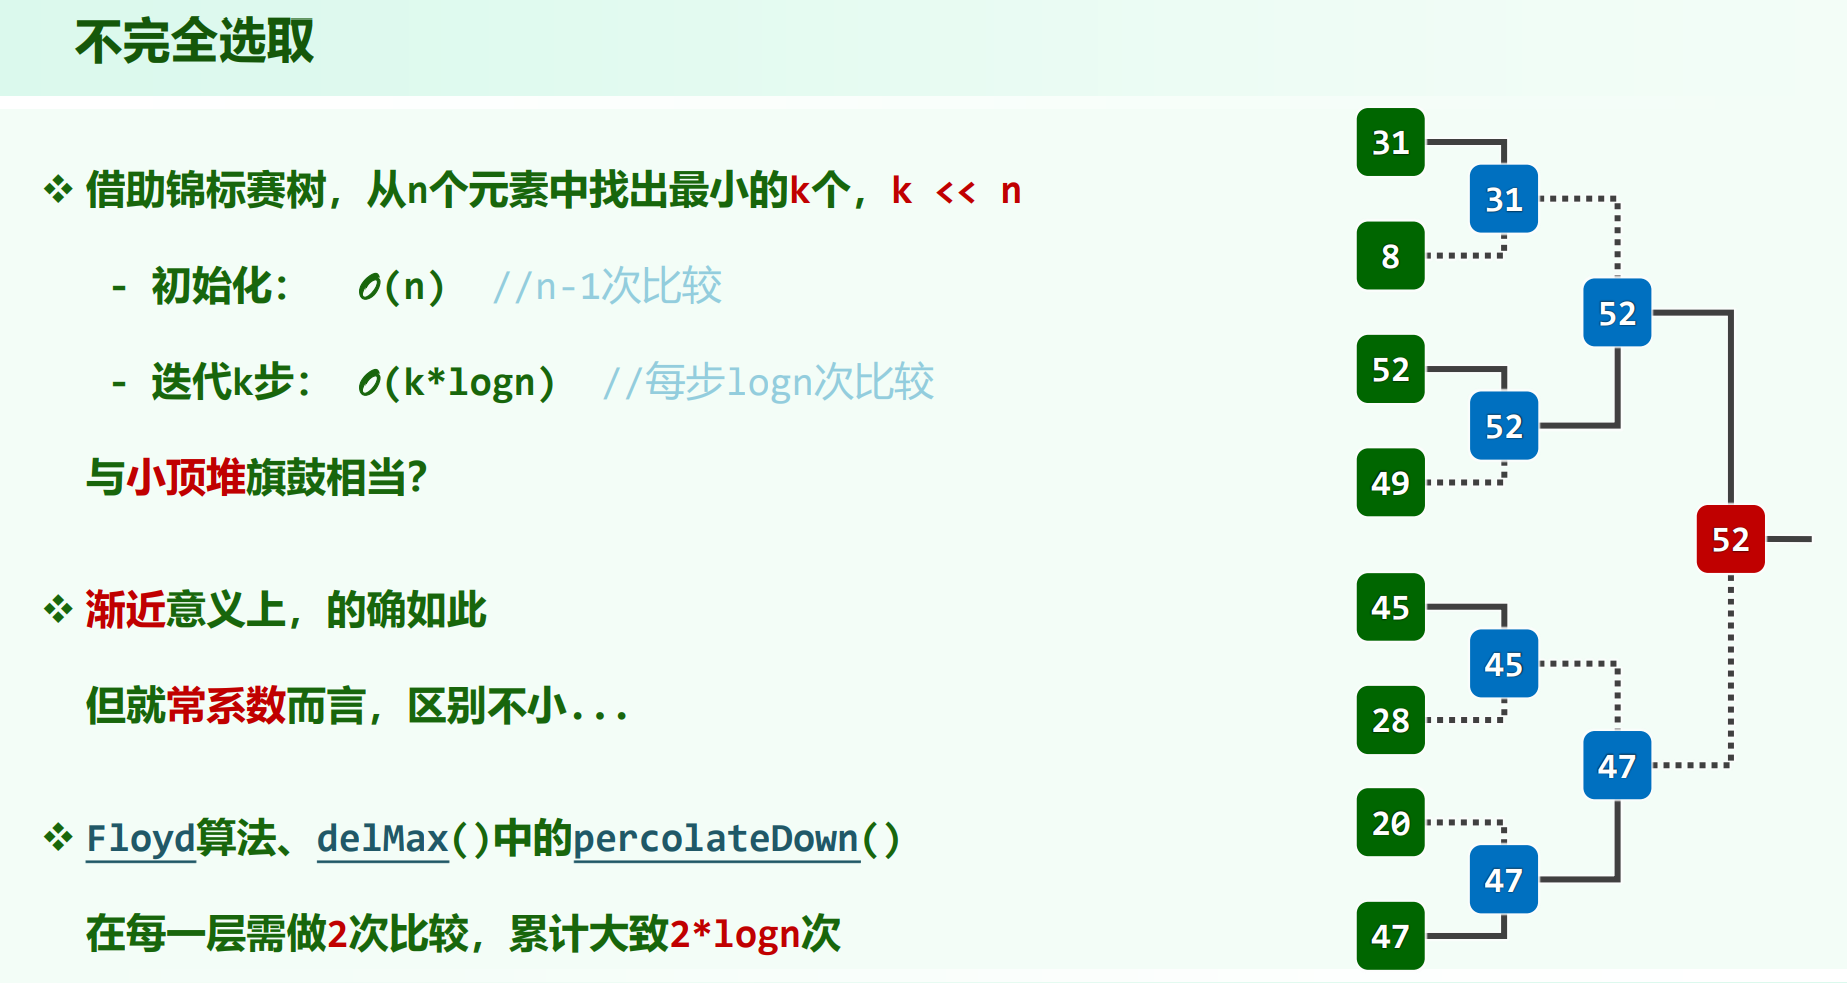 不完全选取
❖ 借助锦标赛树，从n个元素中找出最小的k个，k << n
- 初始化： 𝒪(n) //n-1次比较
- 迭代k步： 𝒪(k*logn) //每步logn次比较
与小顶堆旗鼓相当？
❖ 渐近意义上，的确如此
但就常系数而言，区别不小...
❖ Floyd算法、delMax()中的percolateDown()
在每一层需做2次比较，累计大致2*logn次
31
31
8
52
52
52
49
52
45
45
28
47
20
47
47